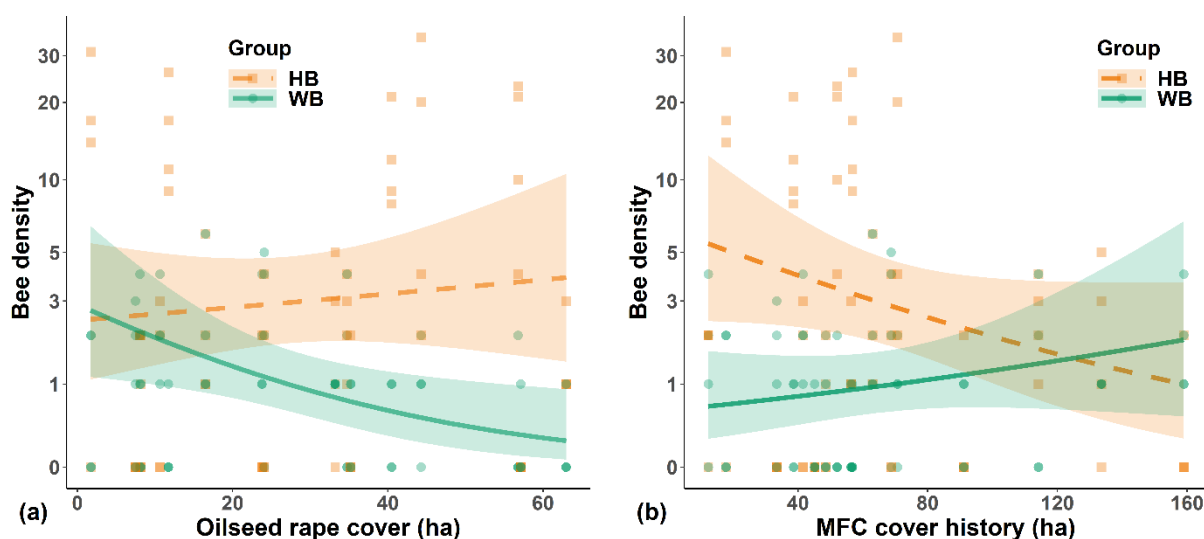 Group
HB
WB
30
20
10
5
3
1
0
Bee density
0
20
40
60
(a)
Oilseed rape cover (ha)
Group
HB
WB
30
20
10
5
3
1
0
Bee density
40
80
120
160
(b)
MFC cover history (ha)